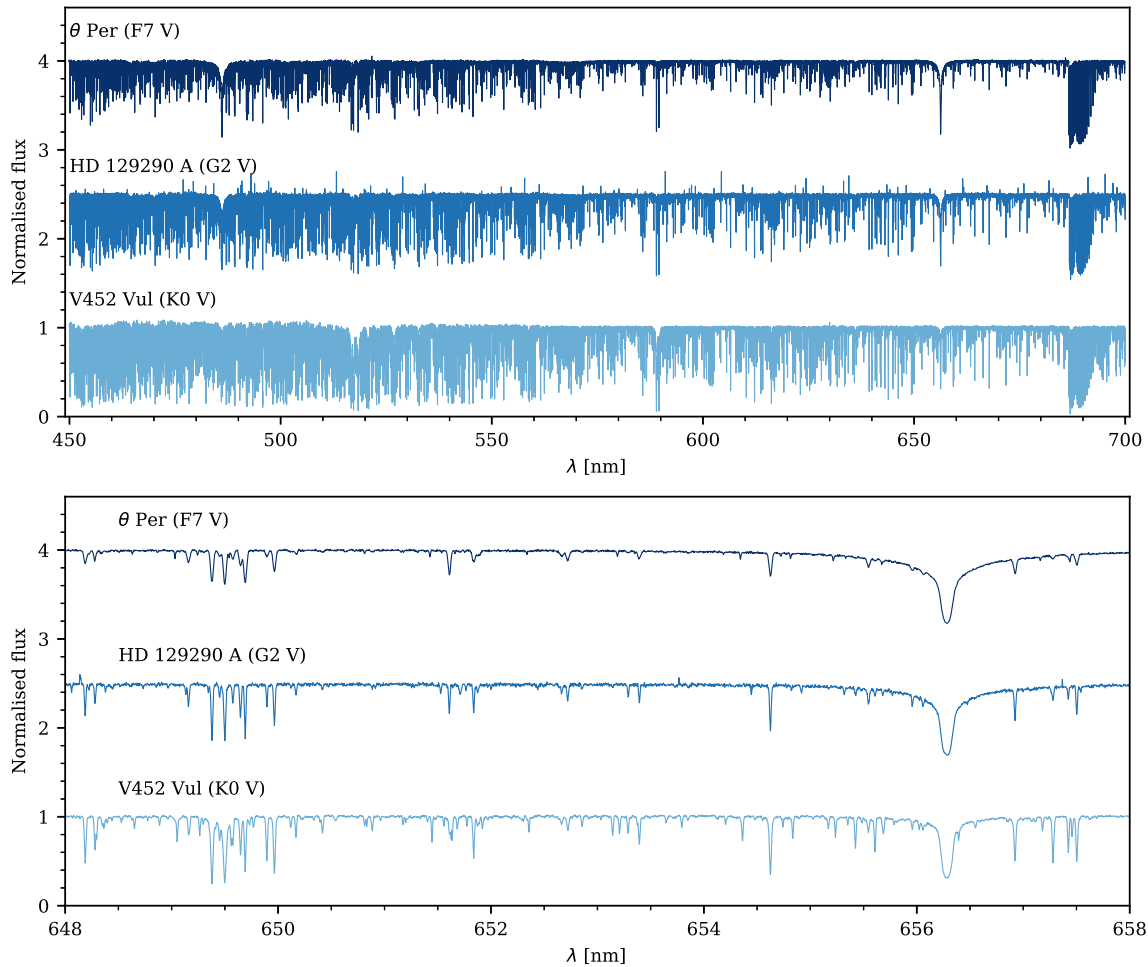 θ Per (F7 V)
HD 129290 A (G2 V)
V452 Vul (K0 V)
Normalised flux
4
3
2
1
0
450
500
550
600
650
700
λ [nm]
θ Per (F7 V)
HD 129290 A (G2 V)
V452 Vul (K0 V)
Normalised flux
4
3
2
1
0
648
650
652
654
656
658
λ [nm]